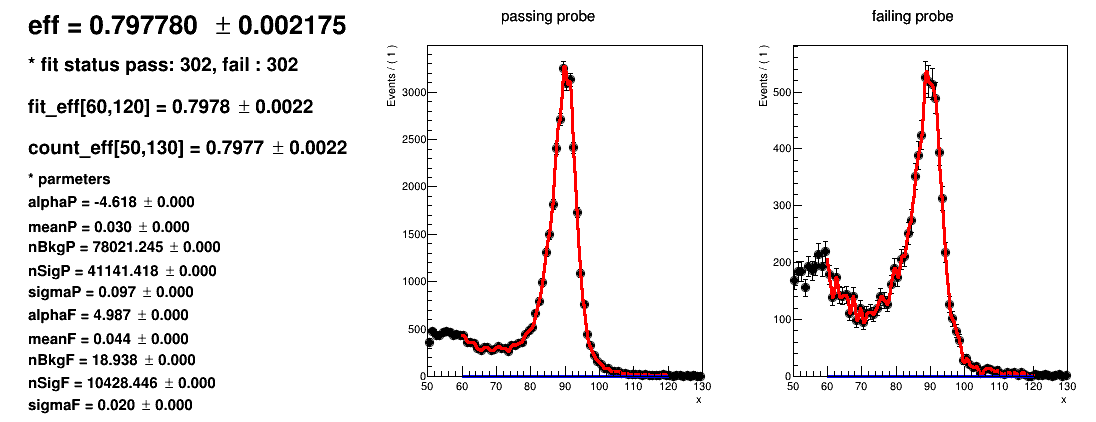 eff = 0.797780 ± 0.002175
* fit status pass: 302, fail : 302
fit_eff[60,120] = 0.7978 ± 0.0022
count_eff[50,130] = 0.7977 ± 0.0022
* parmeters
alphaP = -4.618 ± 0.000
meanP = 0.030 ± 0.000
nBkgP = 78021.245 ± 0.000
nSigP = 41141.418 ± 0.000
sigmaP = 0.097 ± 0.000
alphaF = 4.987 ± 0.000
meanF = 0.044 ± 0.000
nBkgF = 18.938 ± 0.000
nSigF = 10428.446 ± 0.000
sigmaF = 0.020 ± 0.000
passing probe
Events / ( 1 )
3000
2500
2000
1500
1000
500
0
50 60 70 80 90 100 110 120 130
x
failing probe
Events / ( 1 )
500
400
300
200
100
0
50 60 70 80 90 100 110 120 130
x